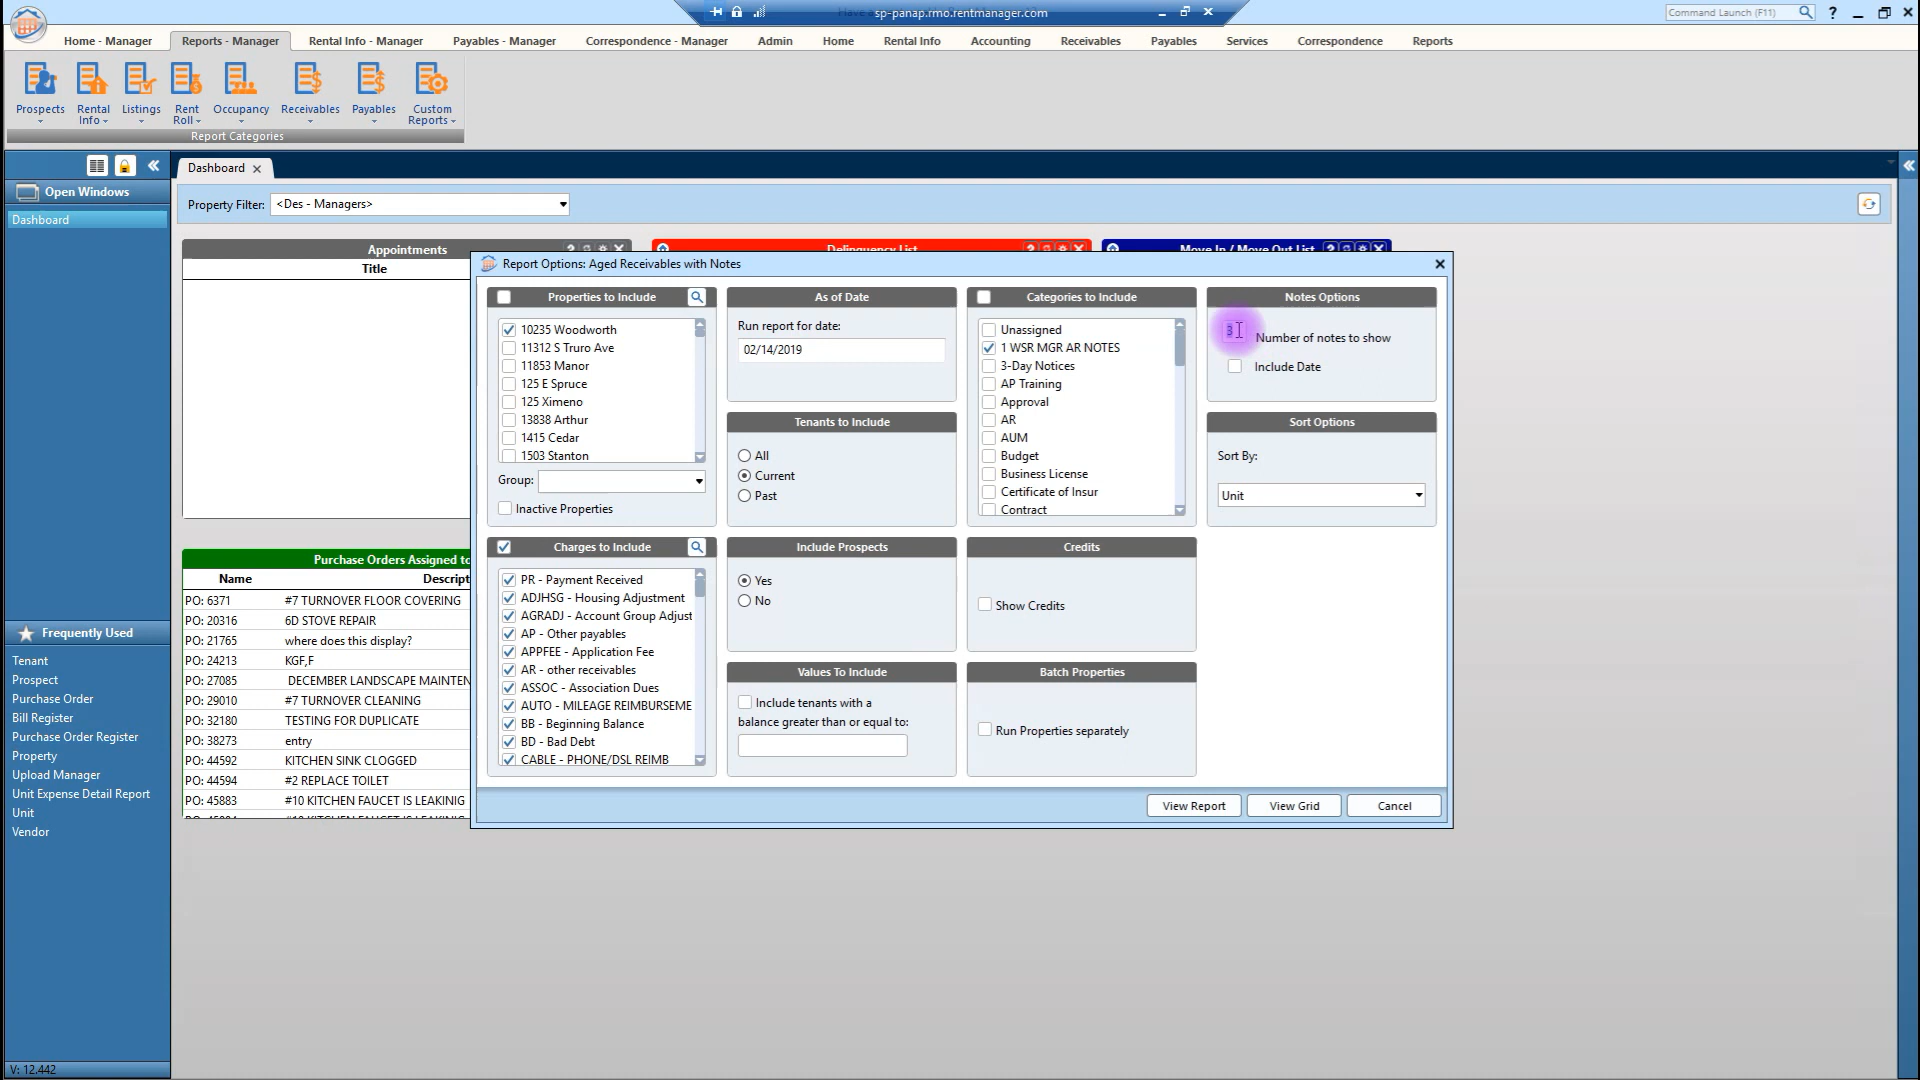 sp-panap.rmo.rentmanager.com
Command Launch (F11)
?
Home - Manager
Reports - Manager
Rental Info - Manager
Payables - Manager
Correspondence - Manager
Admin
Home
Rental Info
Accounting
Receivables
Payables
Services
Correspondence
Reports
Prospects
Rental Info
Listings
Rent Roll
Occupancy
Receivables
Payables
Custom Reports
Report Categories
Open Windows
Dashboard
Dashboard
Property Filter:
<Des - Managers>
Appointments
Title
Delinquency List
Move In / Move Out List
Purchase Orders Assigned to
Name Descript
PO: 6371 #7 TURNOVER FLOOR COVERING
PO: 20316 6D STOVE REPAIR
PO: 21765 where does this display?
PO: 24213 KGF,F
PO: 27085 DECEMBER LANDSCAPE MAINTEN
PO: 29010 #7 TURNOVER CLEANING
PO: 32180 TESTING FOR DUPLICATE
PO: 38273 entry
PO: 44592 KITCHEN SINK CLOGGED
PO: 44594 #2 REPLACE TOILET
PO: 45883 #10 KITCHEN FAUCET IS LEAKINIG
Frequently Used
Tenant
Prospect
Purchase Order
Bill Register
Purchase Order Register
Property
Upload Manager
Unit Expense Detail Report
Unit
Vendor
V: 12.442
Report Options: Aged Receivables with Notes
Properties to Include
10235 Woodworth
11312 S Truro Ave
11853 Manor
125 E Spruce
125 Ximeno
13838 Arthur
1415 Cedar
1503 Stanton
Group:
Inactive Properties
Charges to Include
PR - Payment Received
ADJHSG - Housing Adjustment
AGRADJ - Account Group Adjust
AP - Other payables
APPFEE - Application Fee
AR - other receivables
ASSOC - Association Dues
AUTO - MILEAGE REIMBURSEME
BB - Beginning Balance
BD - Bad Debt
CABLE - PHONE/DSL REIMB
As of Date
Run report for date:
02/14/2019
Tenants to Include
All
Current
Past
Include Prospects
Yes
No
Values To Include
Include tenants with a
balance greater than or equal to:
Categories to Include
Unassigned
1 WSR MGR AR NOTES
3-Day Notices
AP Training
Approval
AR
AUM
Budget
Business License
Certificate of Insur
Contract
Credits
Show Credits
Batch Properties
Run Properties separately
Notes Options
3 Number of notes to show
Include Date
Sort Options
Sort By:
Unit
View Report
View Grid
Cancel